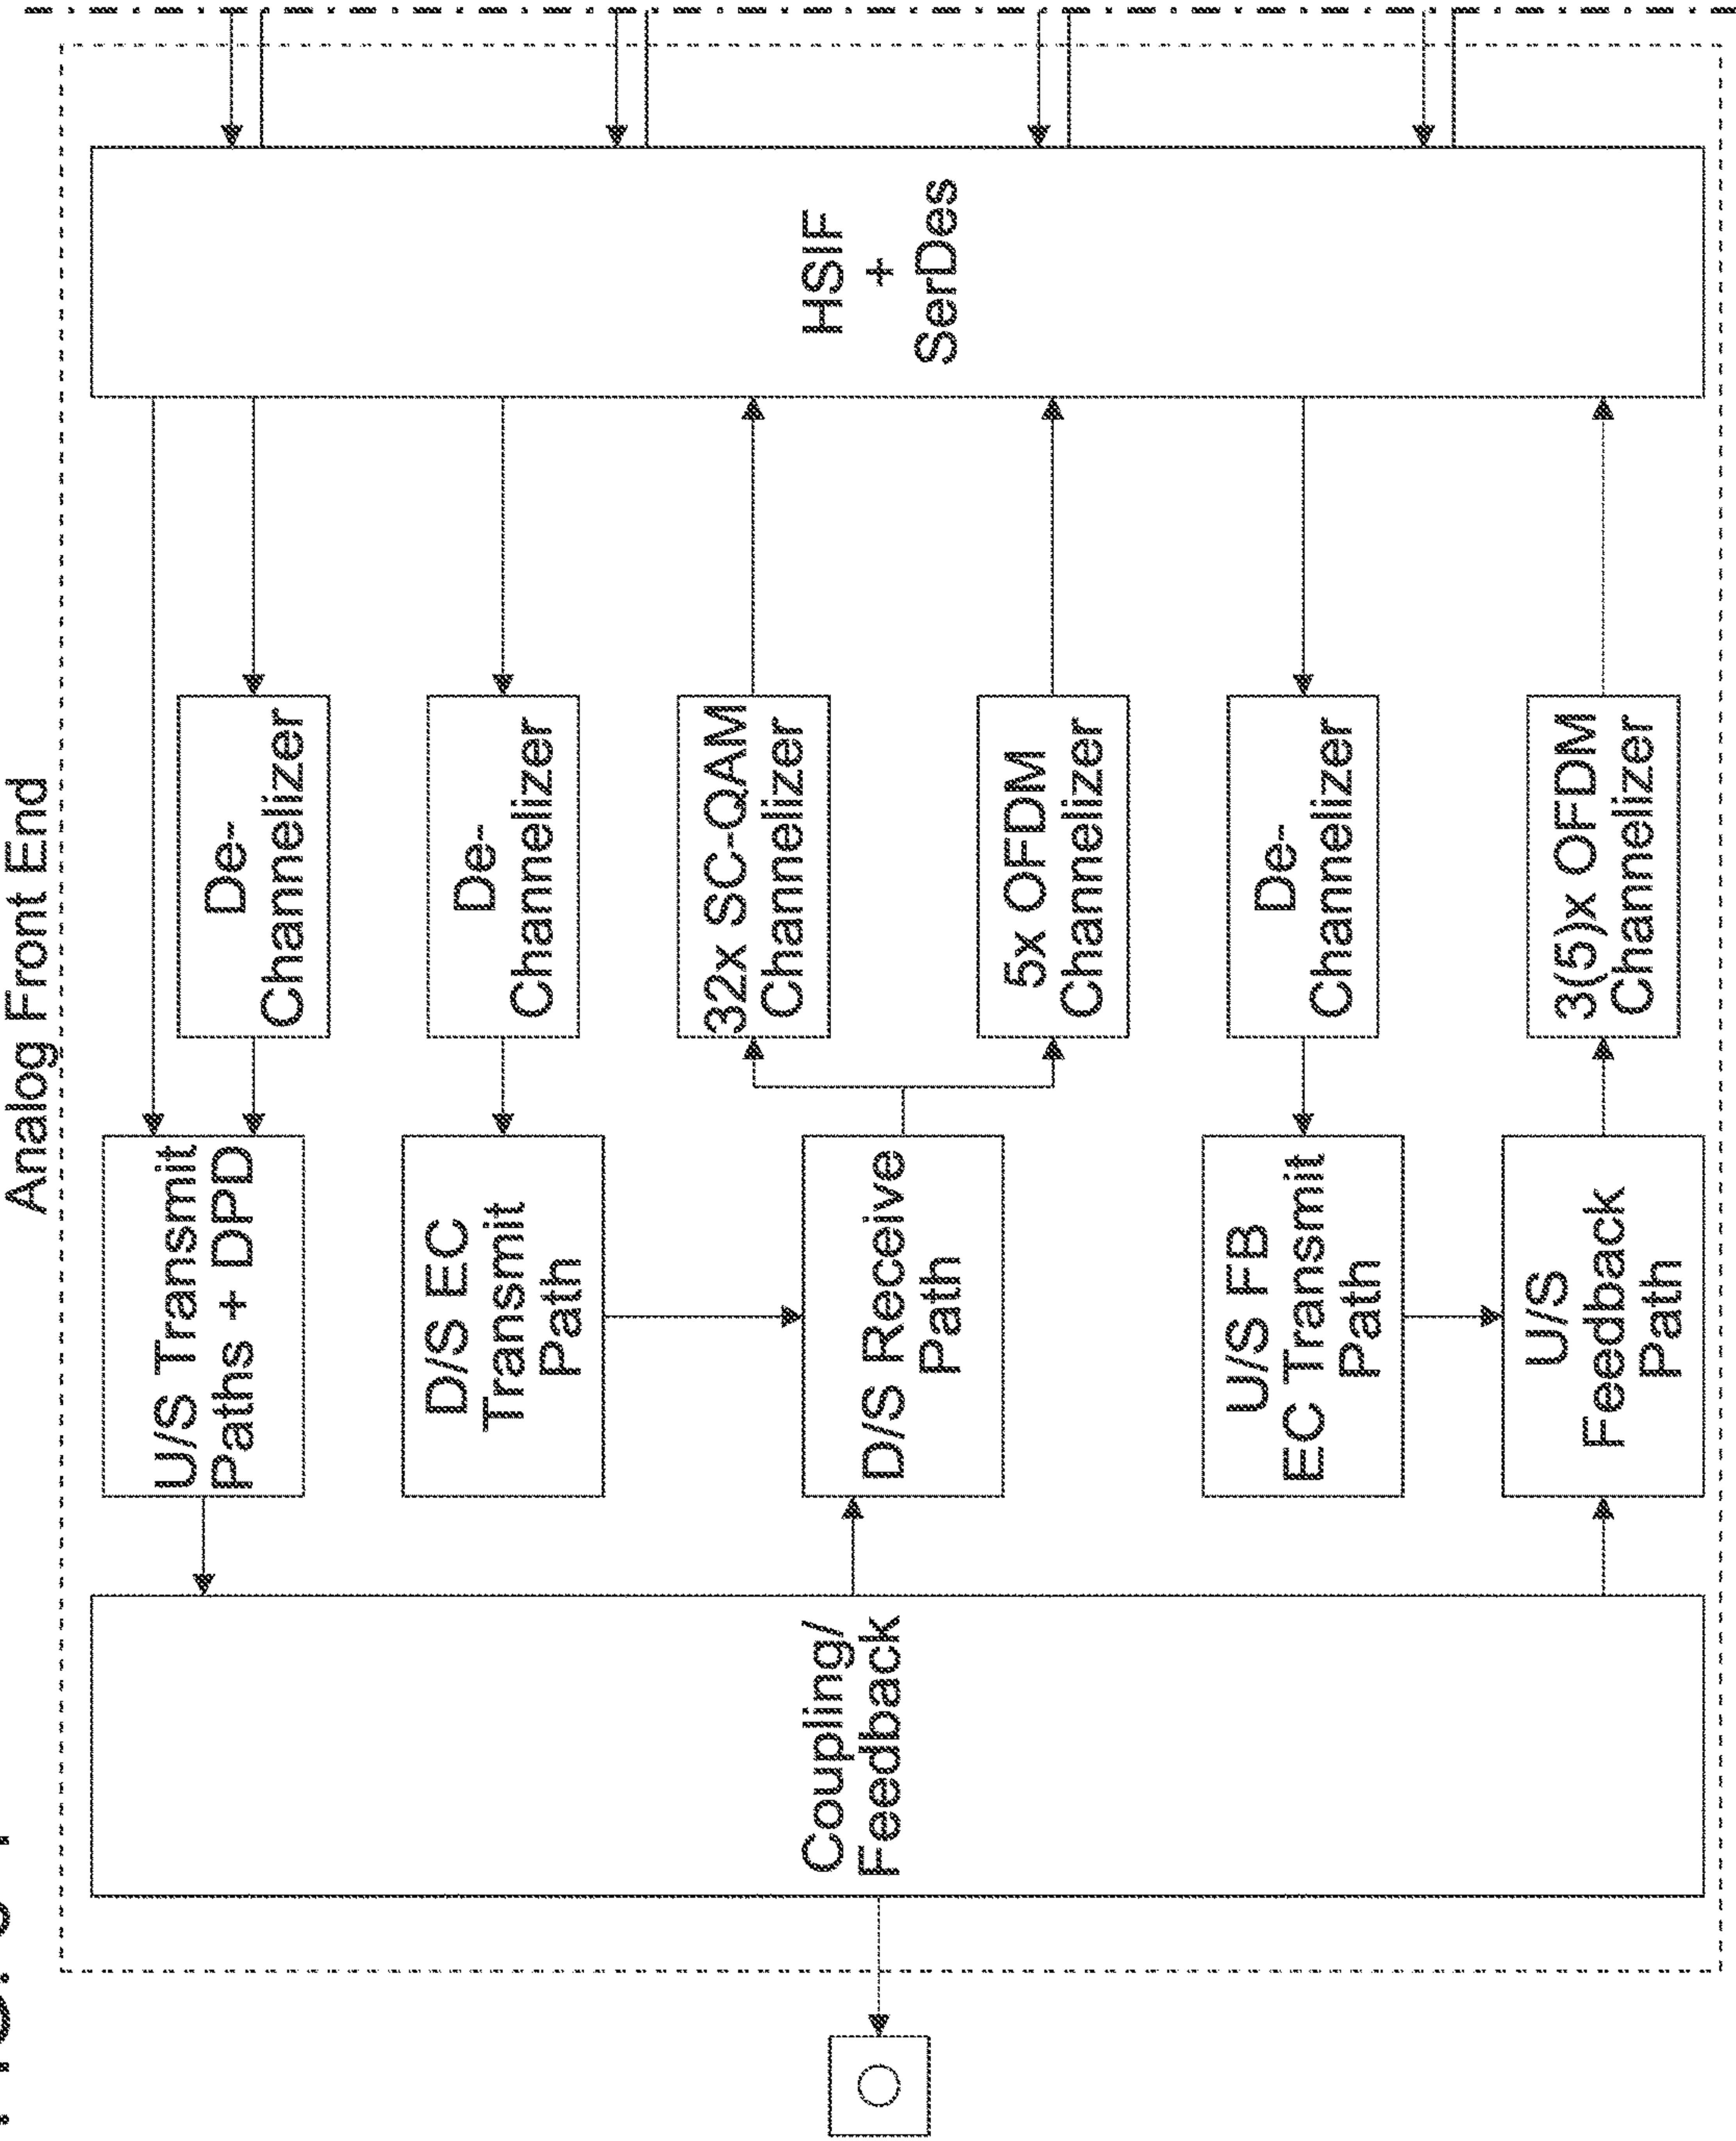 Analog Front End
Coupling/
Feedback
U/S Transmit
Paths + DPD
D/S EC
Transmit
Path
D/S Receive
Path
U/S FB
EC Transmit
Path
U/S
Feedback
Path
De-
Channelizer
De-
Channelizer
32x SC-QAM
Channelizer
5x OFDM
Channelizer
De-
Channelizer
3(5)x OFDM
Channelizer
HSIF
+
SerDes